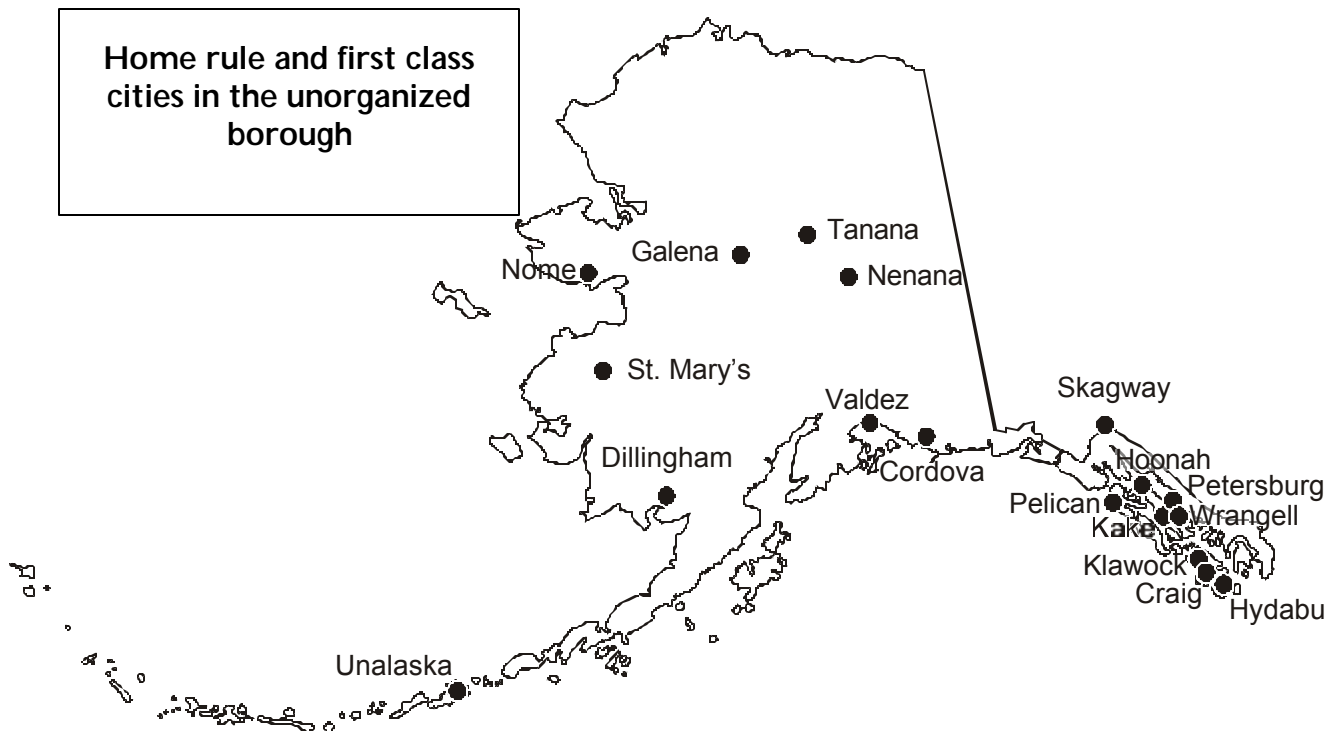 Home rule and first class
cities in the unorganized
borough
Tanana
Galena
Nome
Nenana
St. Mary’s
Skagway
Valdez
Hoonah
Dillingham
Cordova
Petersburg
Pelican
Wrangell
Kake
Klawock
Craig
Hydabu
Unalaska